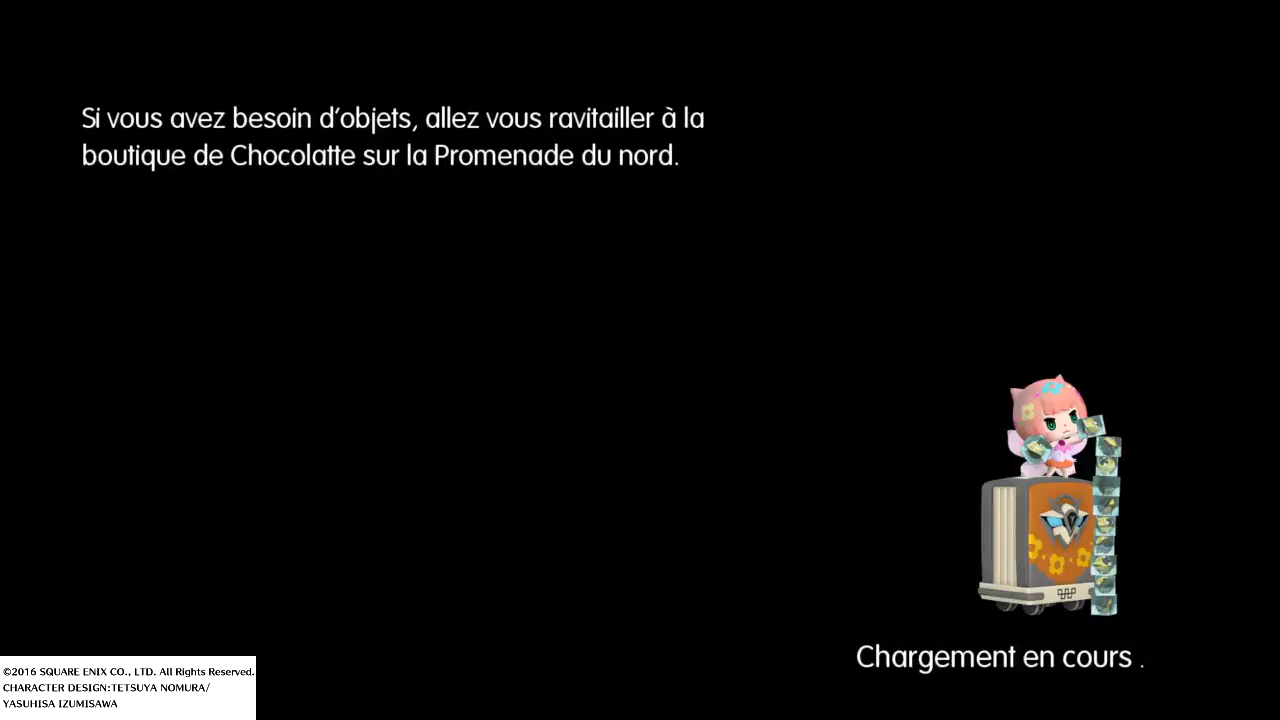 Si vous avez besoin d'objets, allez vous ravitailler à la
boutique de Chocolatte sur la Promenade du nord.
Chargement en cours .
©2016 SQUARE ENIX CO., LTD. All Rights Reserved.
CHARACTER DESIGN:TETSUYA NOMURA/
YASUHISA IZUMISAWA